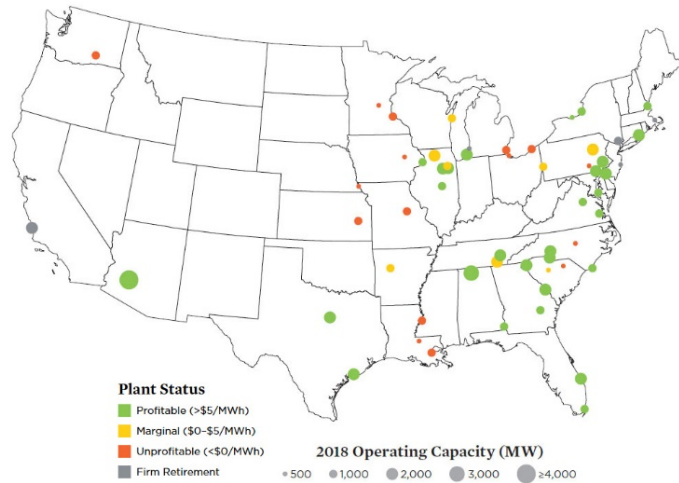 Plant Status
Profitable (>$5/MWh)
Marginal ($0–$5/MWh)
Unprofitable (<$0/MWh)
Firm Retirement
2018 Operating Capacity (MW)
500 1,000 2,000 3,000 ≥4,000